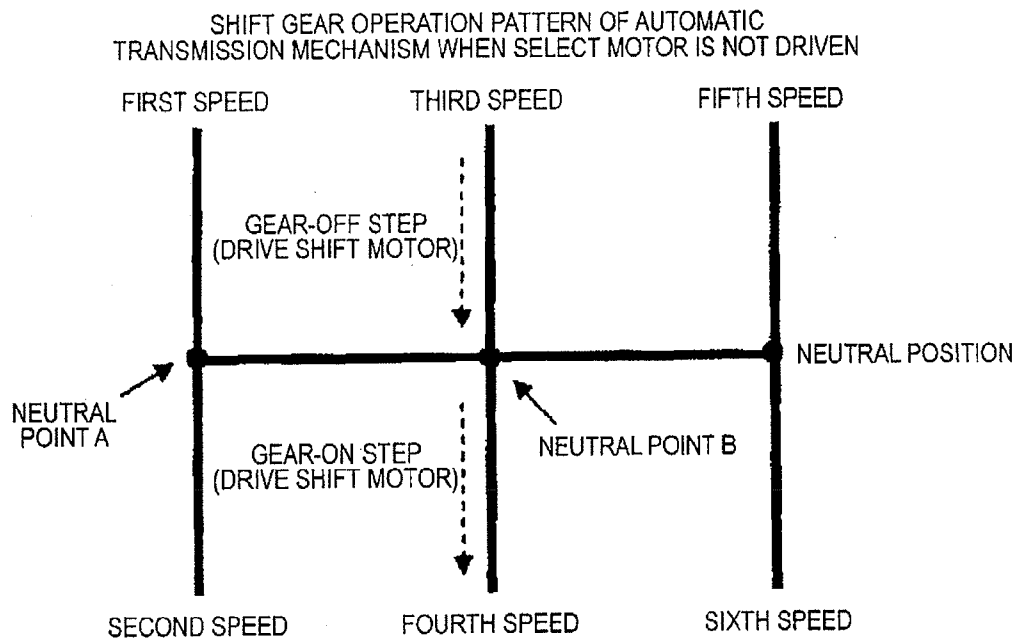 SHIFT GEAR OPERATION PATTERN OF AUTOMATIC
TRANSMISSION MECHANISM WHEN SELECT MOTOR IS NOT DRIVEN
FIRST SPEED
THIRD SPEED
FIFTH SPEED
GEAR-OFF STEP
(DRIVE SHIFT MOTOR)
NEUTRAL POSITION
NEUTRAL
POINT A
NEUTRAL POINT B
GEAR-ON STEP
(DRIVE SHIFT MOTOR)
SECOND SPEED
FOURTH SPEED
SIXTH SPEED